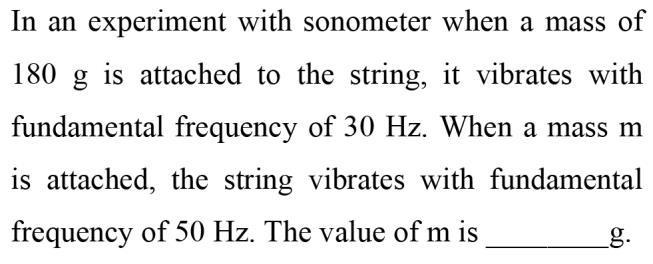 In an experiment with sonometer when a mass of
180 g is attached to the string, it vibrates with
fundamental frequency of 30 Hz. When a mass m
is attached, the string vibrates with fundamental
frequency of 50 Hz. The value of m is ________g.